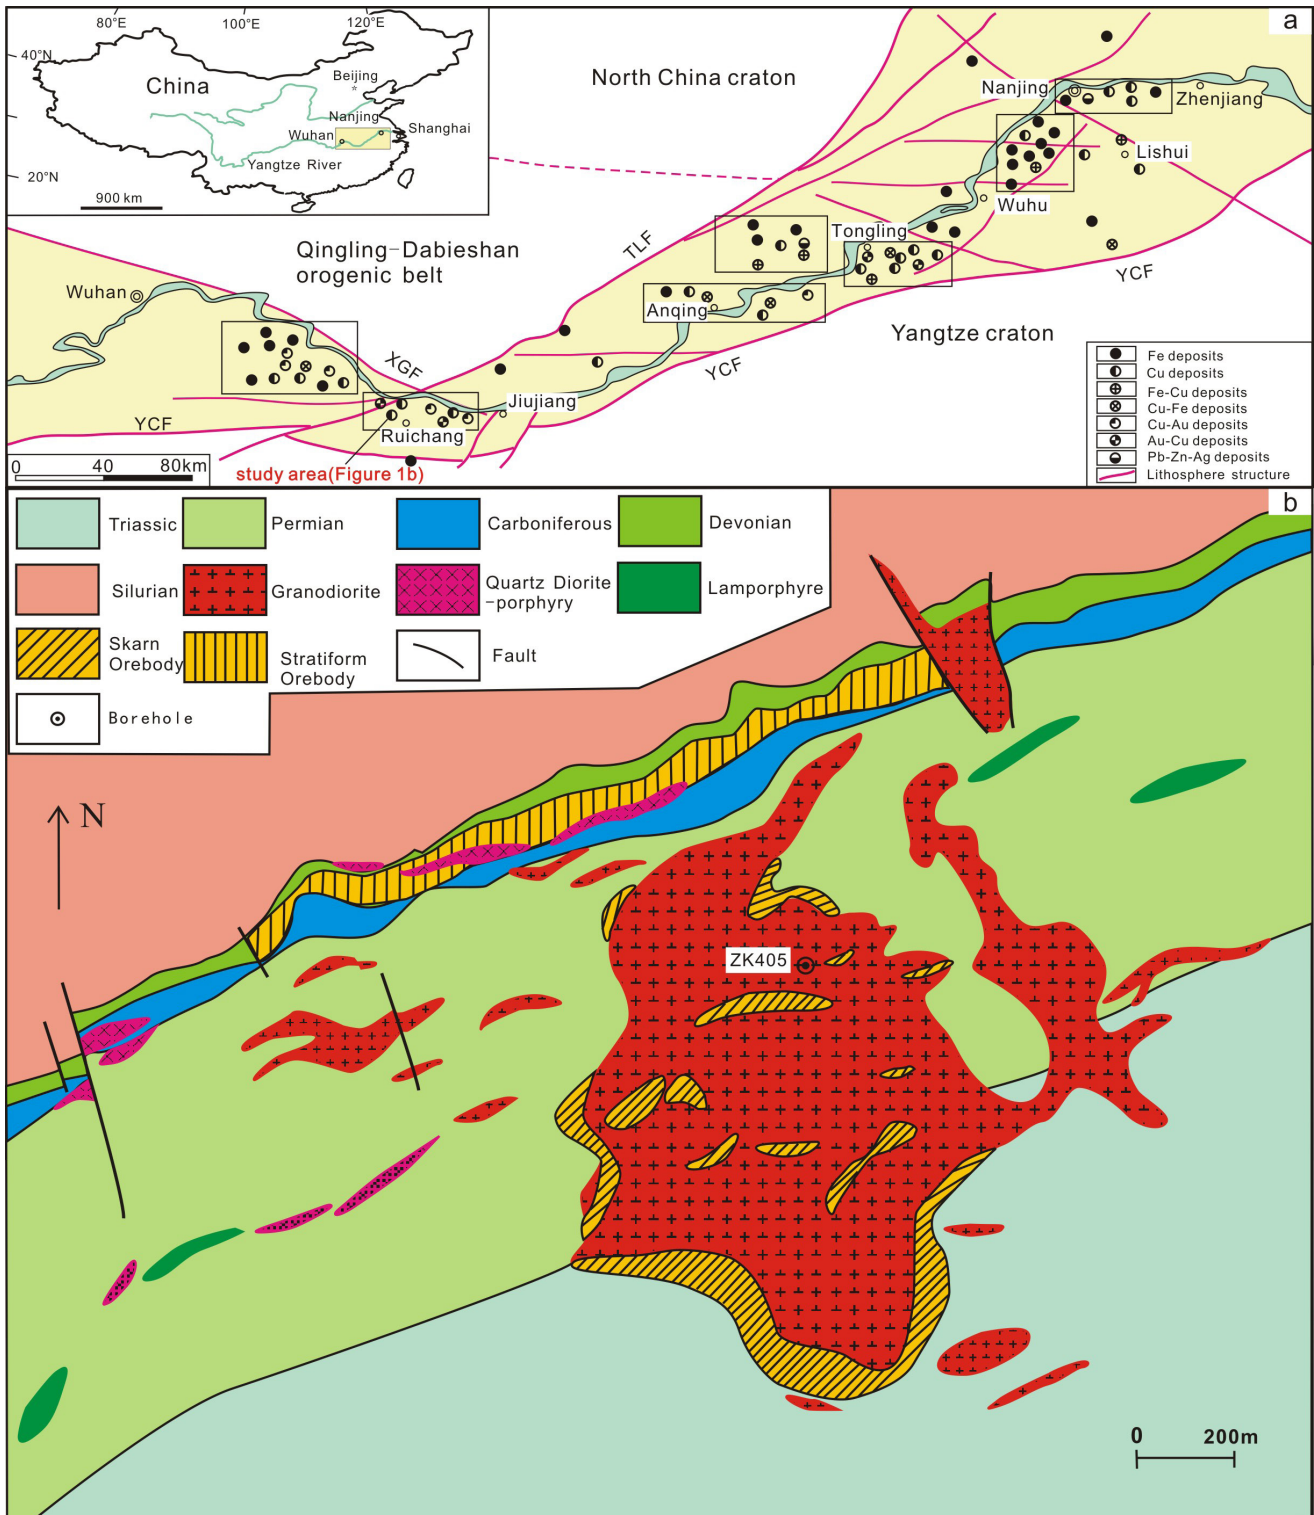 a
80°E
100°E
120°E
40°N
20°N
China
Beijing
Nanjing
Wuhan
Shanghai
Yangtze River
900 km
North China craton
Nanjing
Zhenjiang
Lishui
Wuhu
Tongling
TLF
Qingling-Dabieshan
orogenic belt
YCF
Wuhan
Anqing
Yangtze craton
XGF
YCF
Jiujiang
YCF
Ruichang
study area(Figure 1b)
0 40 80km
Fe deposits
Cu deposits
Fe-Cu deposits
Cu-Fe deposits
Cu-Au deposits
Au-Cu deposits
Pb-Zn-Ag deposits
Lithosphere structure
b
Triassic
Permian
Carboniferous
Devonian
Silurian
Granodiorite
Quartz Diorite
-porphyry
Lamporphyre
Skarn
Orebody
Stratiform
Orebody
Fault
Borehole
N
ZK405
0 200m